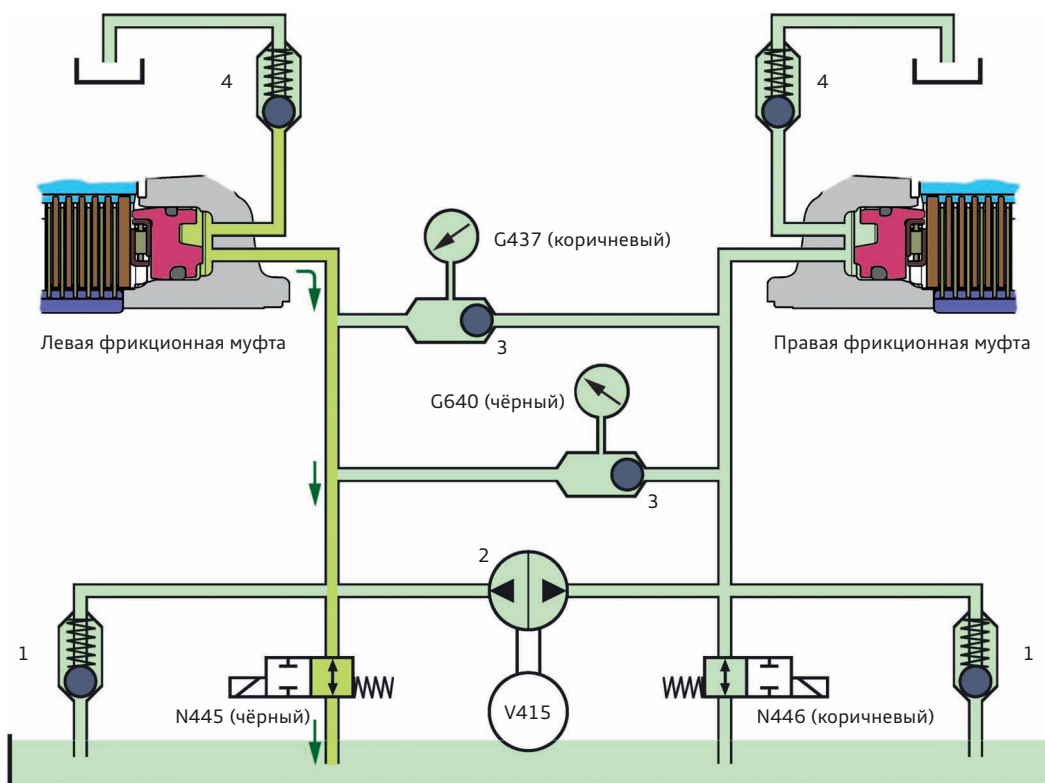 4
4
G437 (коричневый)
Левая фрикционная муфта
3
Правая фрикционная муфта
G640 (чёрный)
3
2
1
1
N445 (чёрный)
V415
N446 (коричневый)